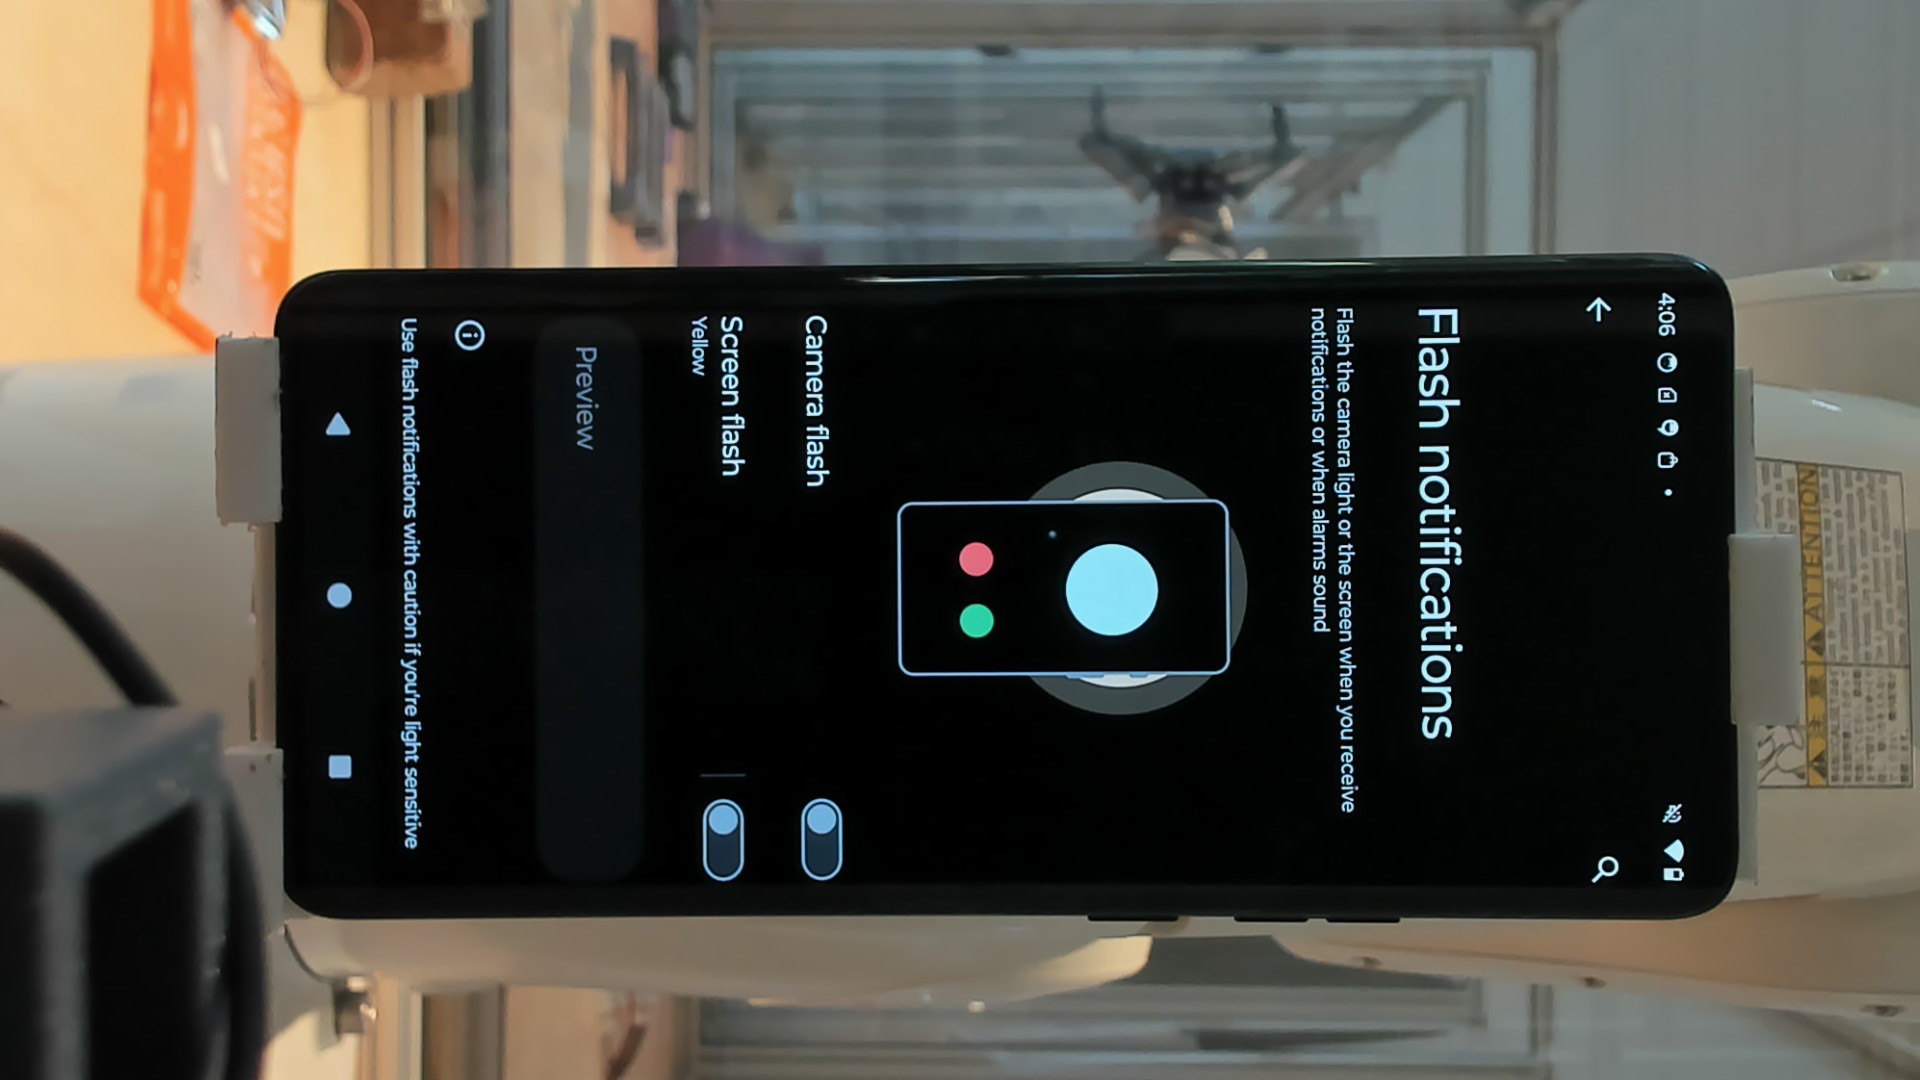 4:06
Flash notifications
Flash the camera light or the screen when you receive
notifications or when alarms sound
Camera flash
Screen flash
Yellow
Preview
Use flash notifications with caution if you're light sensitive